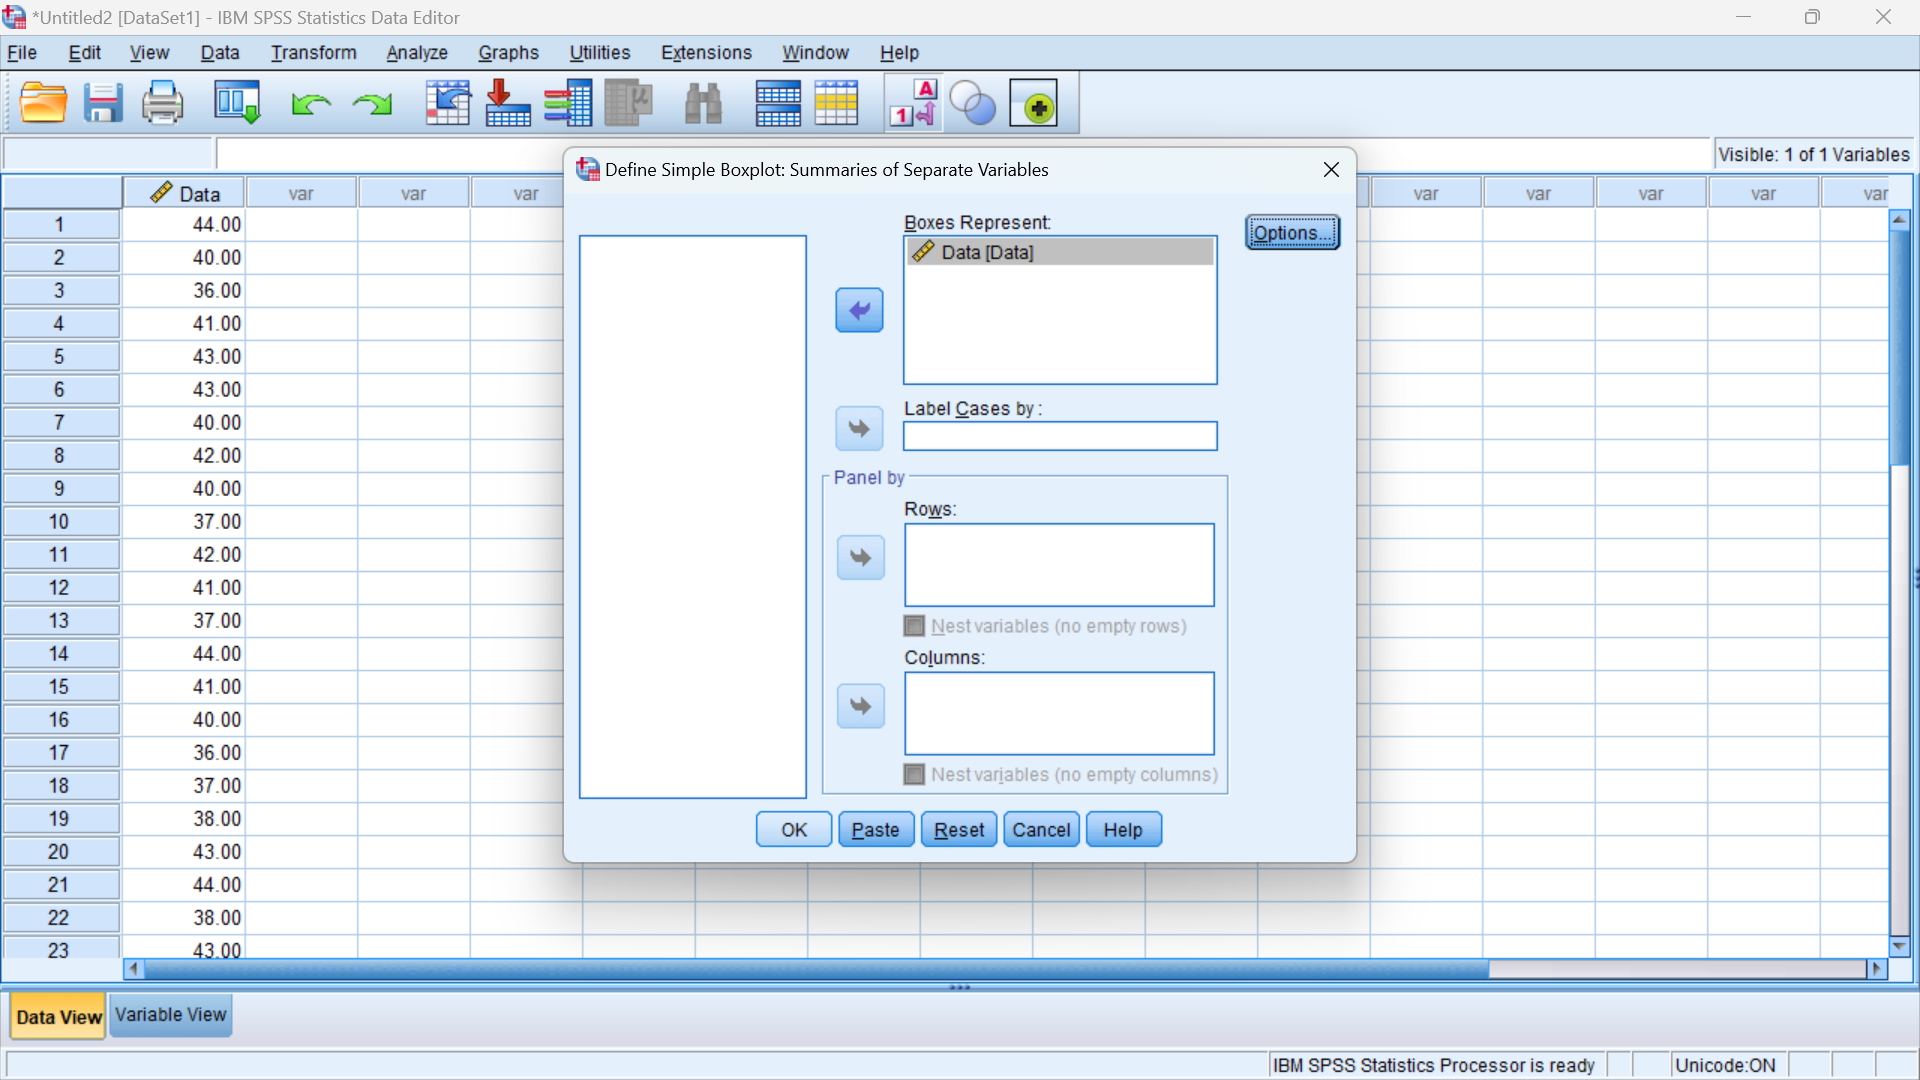 *Untitled2 [DataSet1] - IBM SPSS Statistics Data Editor
File Edit View Data Transform Analyze Graphs Utilities Extensions Window Help
Visible: 1 of 1 Variables
Data var var var var var var var var
1 44.00
2 40.00
3 36.00
4 41.00
5 43.00
6 43.00
7 40.00
8 42.00
9 40.00
10 37.00
11 42.00
12 41.00
13 37.00
14 44.00
15 41.00
16 40.00
17 36.00
18 37.00
19 38.00
20 43.00
21 44.00
22 38.00
23 43.00
Define Simple Boxplot: Summaries of Separate Variables
Boxes Represent:
Data [Data]
Options...
Label Cases by :
Panel by
Rows:
Nest variables (no empty rows)
Columns:
Nest variables (no empty columns)
OK Paste Reset Cancel Help
Data View Variable View
IBM SPSS Statistics Processor is ready Unicode:ON